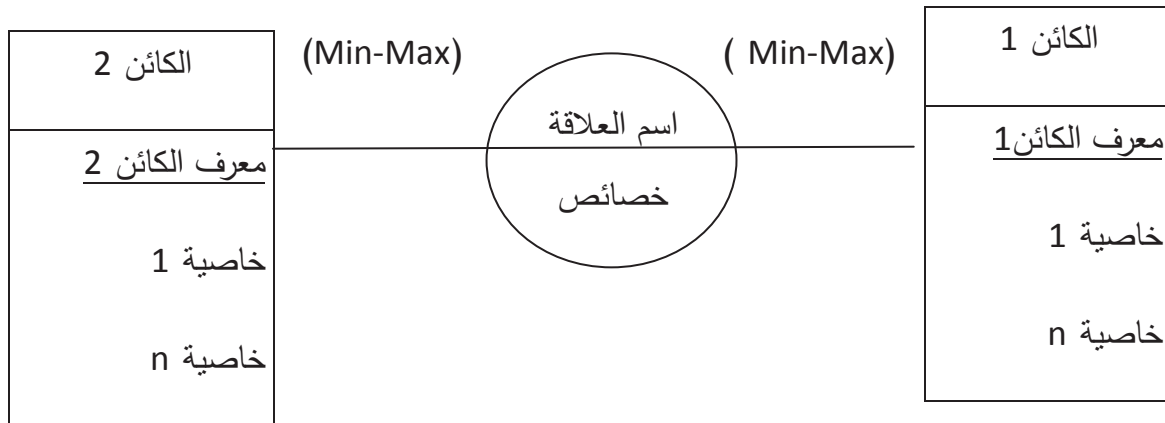 الكائن 1
معرف الكائن1
خاصية 1
خاصية n
( Min-Max)
اسم العلاقة
خصائص
(Min-Max)
الكائن 2
معرف الكائن 2
خاصية 1
خاصية n